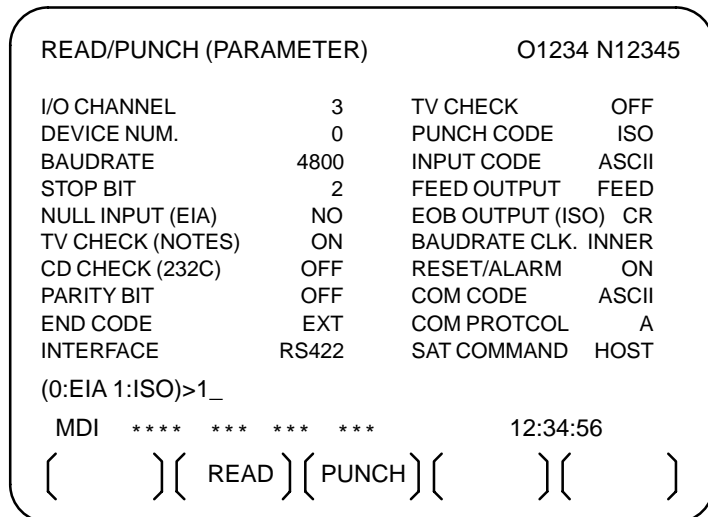 READ/PUNCH (PARAMETER) O1234 N12345
I/O CHANNEL 3 TV CHECK OFF
DEVICE NUM. 0 PUNCH CODE ISO
BAUDRATE 4800 INPUT CODE ASCII
STOP BIT 2 FEED OUTPUT FEED
NULL INPUT (EIA) NO EOB OUTPUT (ISO) CR
TV CHECK (NOTES) ON BAUDRATE CLK. INNER
CD CHECK (232C) OFF RESET/ALARM ON
PARITY BIT OFF COM CODE ASCII
END CODE EXT COM PROTCOL A
INTERFACE RS422 SAT COMMAND HOST
(0:EIA 1:ISO)>1_
MDI **** *** *** *** 12:34:56
[ ] [ READ ] [ PUNCH ] [ ] [ ]